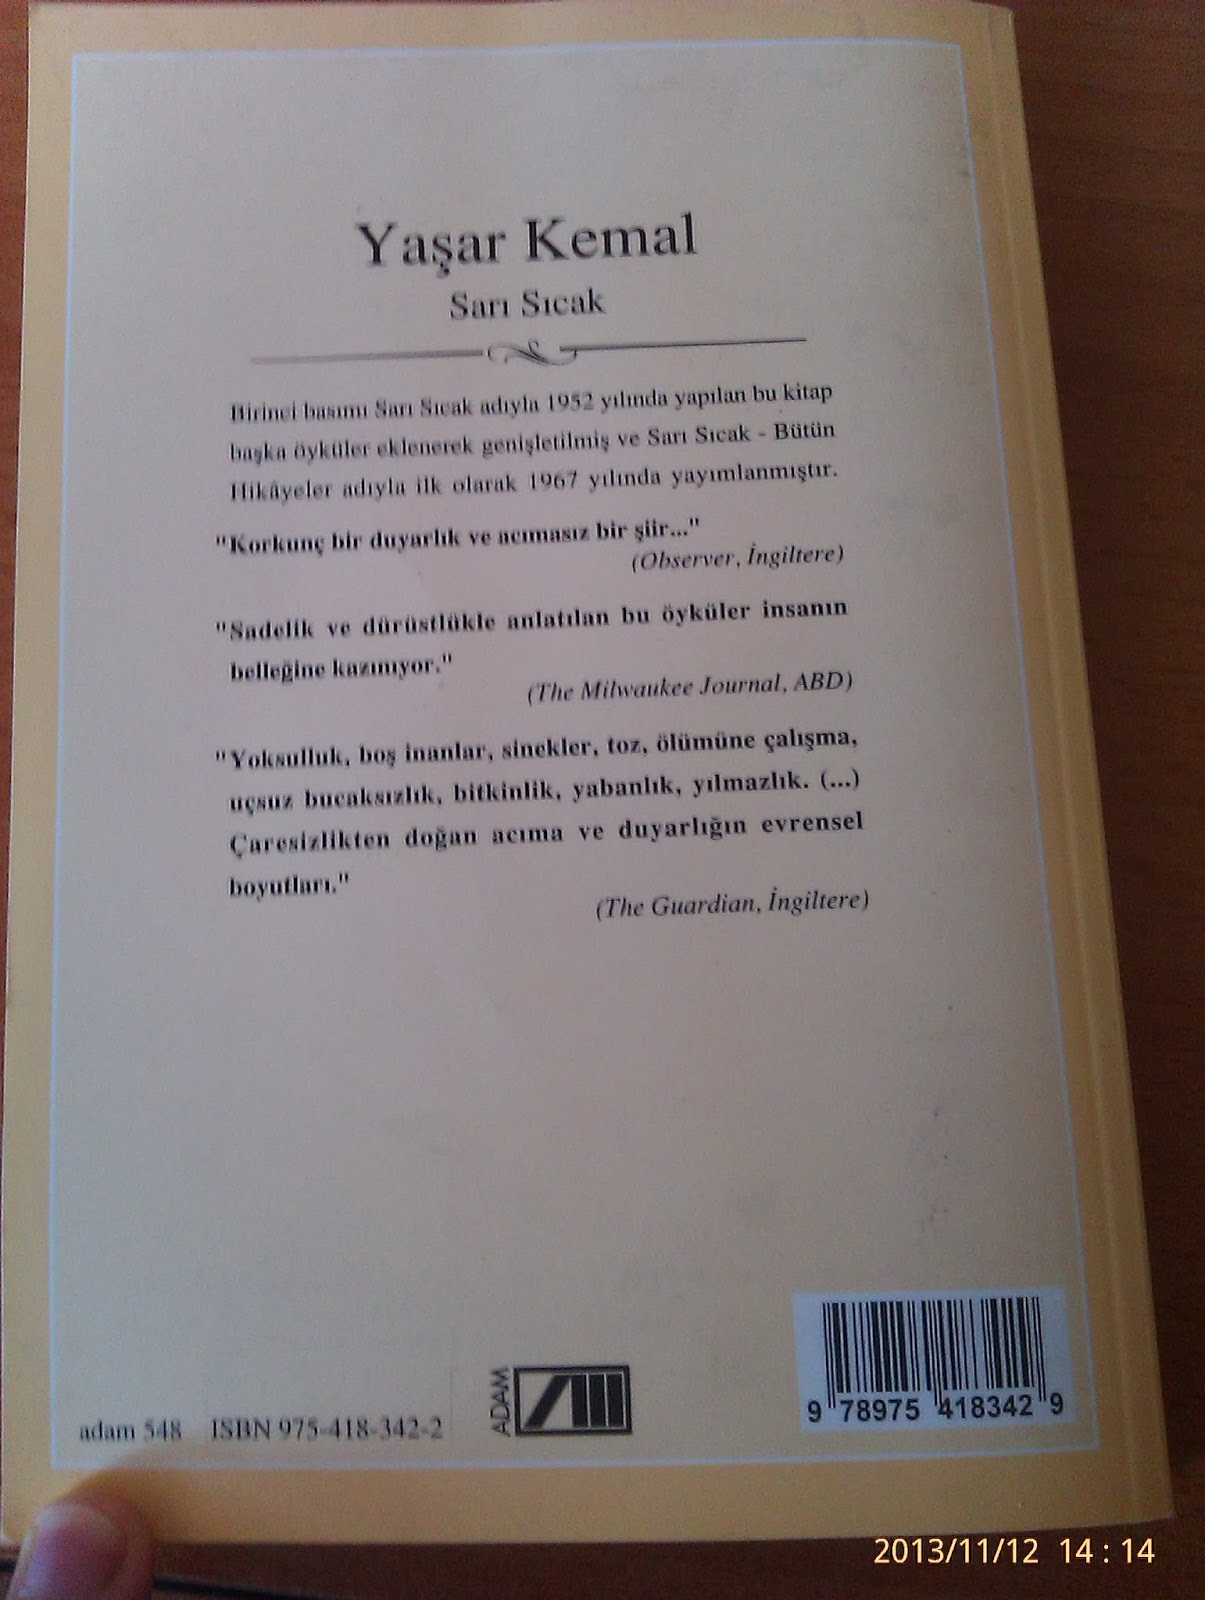 Yaşar Kemal
Sarı Sıcak
Birinci basımı Sarı Sıcak adıyla 1952 yılında yapılan bu kitap
başka öyküler eklenerek genişletilmiş ve Sarı Sıcak - Bütün
Hikâyeler adıyla ilk olarak 1967 yılında yayımlanmıştır.
"Korkunç bir duyarlık ve acımasız bir şiir..."
(Observer, İngiltere)
"Sadelik ve dürüstlükle anlatılan bu öyküler insanın
belleğine kazınıyor."
(The Milwaukee Journal, ABD)
"Yoksulluk, boş inanlar, sinekler, toz, ölümüne çalışma,
uçsuz bucaksızlık, bitkinlik, yabanlık, yılmazlık. (...)
Çaresizlikten doğan acıma ve duyarlığın evrensel
boyutları."
(The Guardian, İngiltere)
adam 548 ISBN 975-418-342-2
ADAM
9 78975 418342 9
2013/11/12 14 : 14